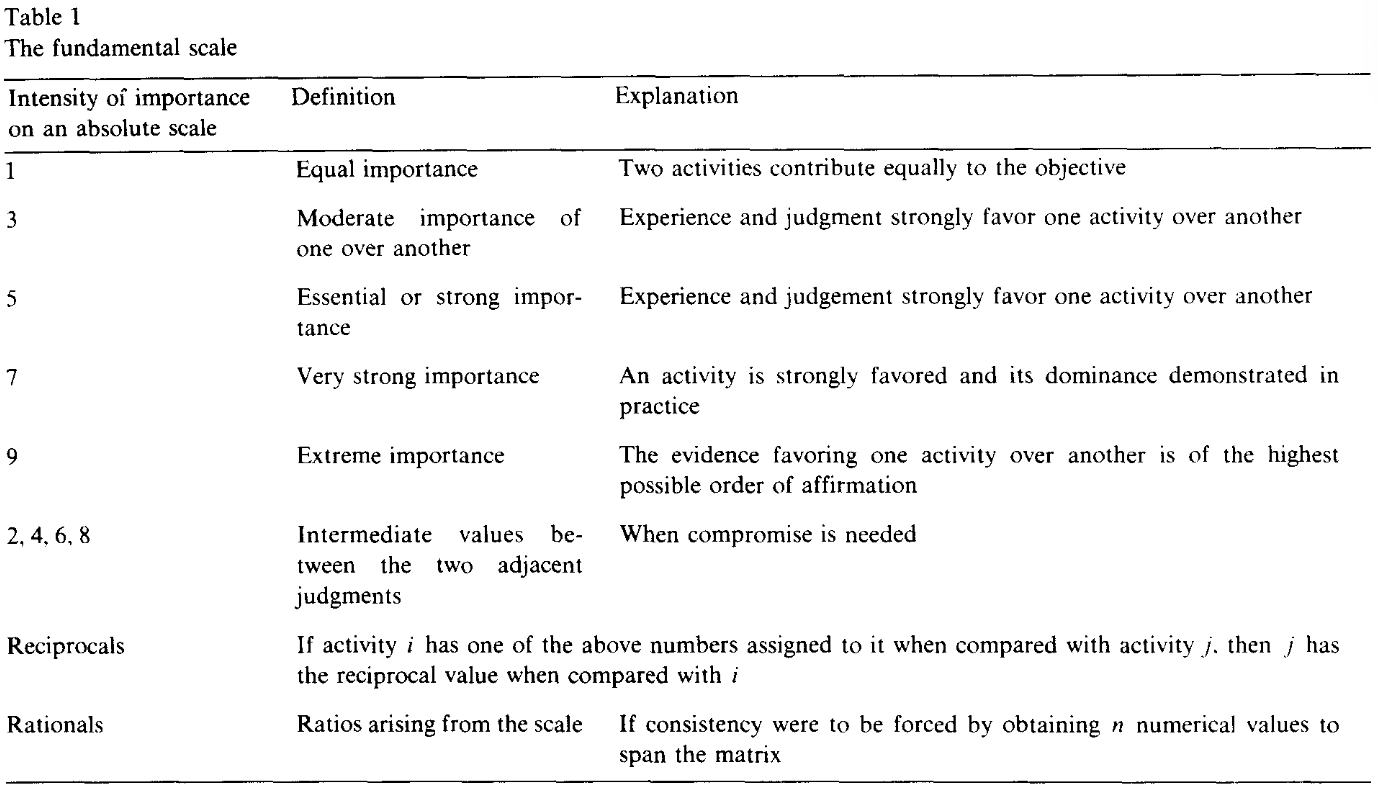 Table 1
The fundamental scale
Intensity of importance on an absolute scale	Definition	Explanation
1	Equal importance	Two activities contribute equally to the objective
3	Moderate importance of one over another	Experience and judgment strongly favor one activity over another
5	Essential or strong impor-tance	Experience and judgement strongly favor one activity over another
7	Very strong importance	An activity is strongly favored and its dominance demonstrated in practice
9	Extreme importance	The evidence favoring one activity over another is of the highest possible order of affirmation
2, 4, 6, 8	Intermediate values be-tween the two adjacent judgments	When compromise is needed
Reciprocals	If activity i has one of the above numbers assigned to it when compared with activity j. then j has the reciprocal value when compared with i
Rationals	Ratios arising from the scale	If consistency were to be forced by obtaining n numerical values to span the matrix